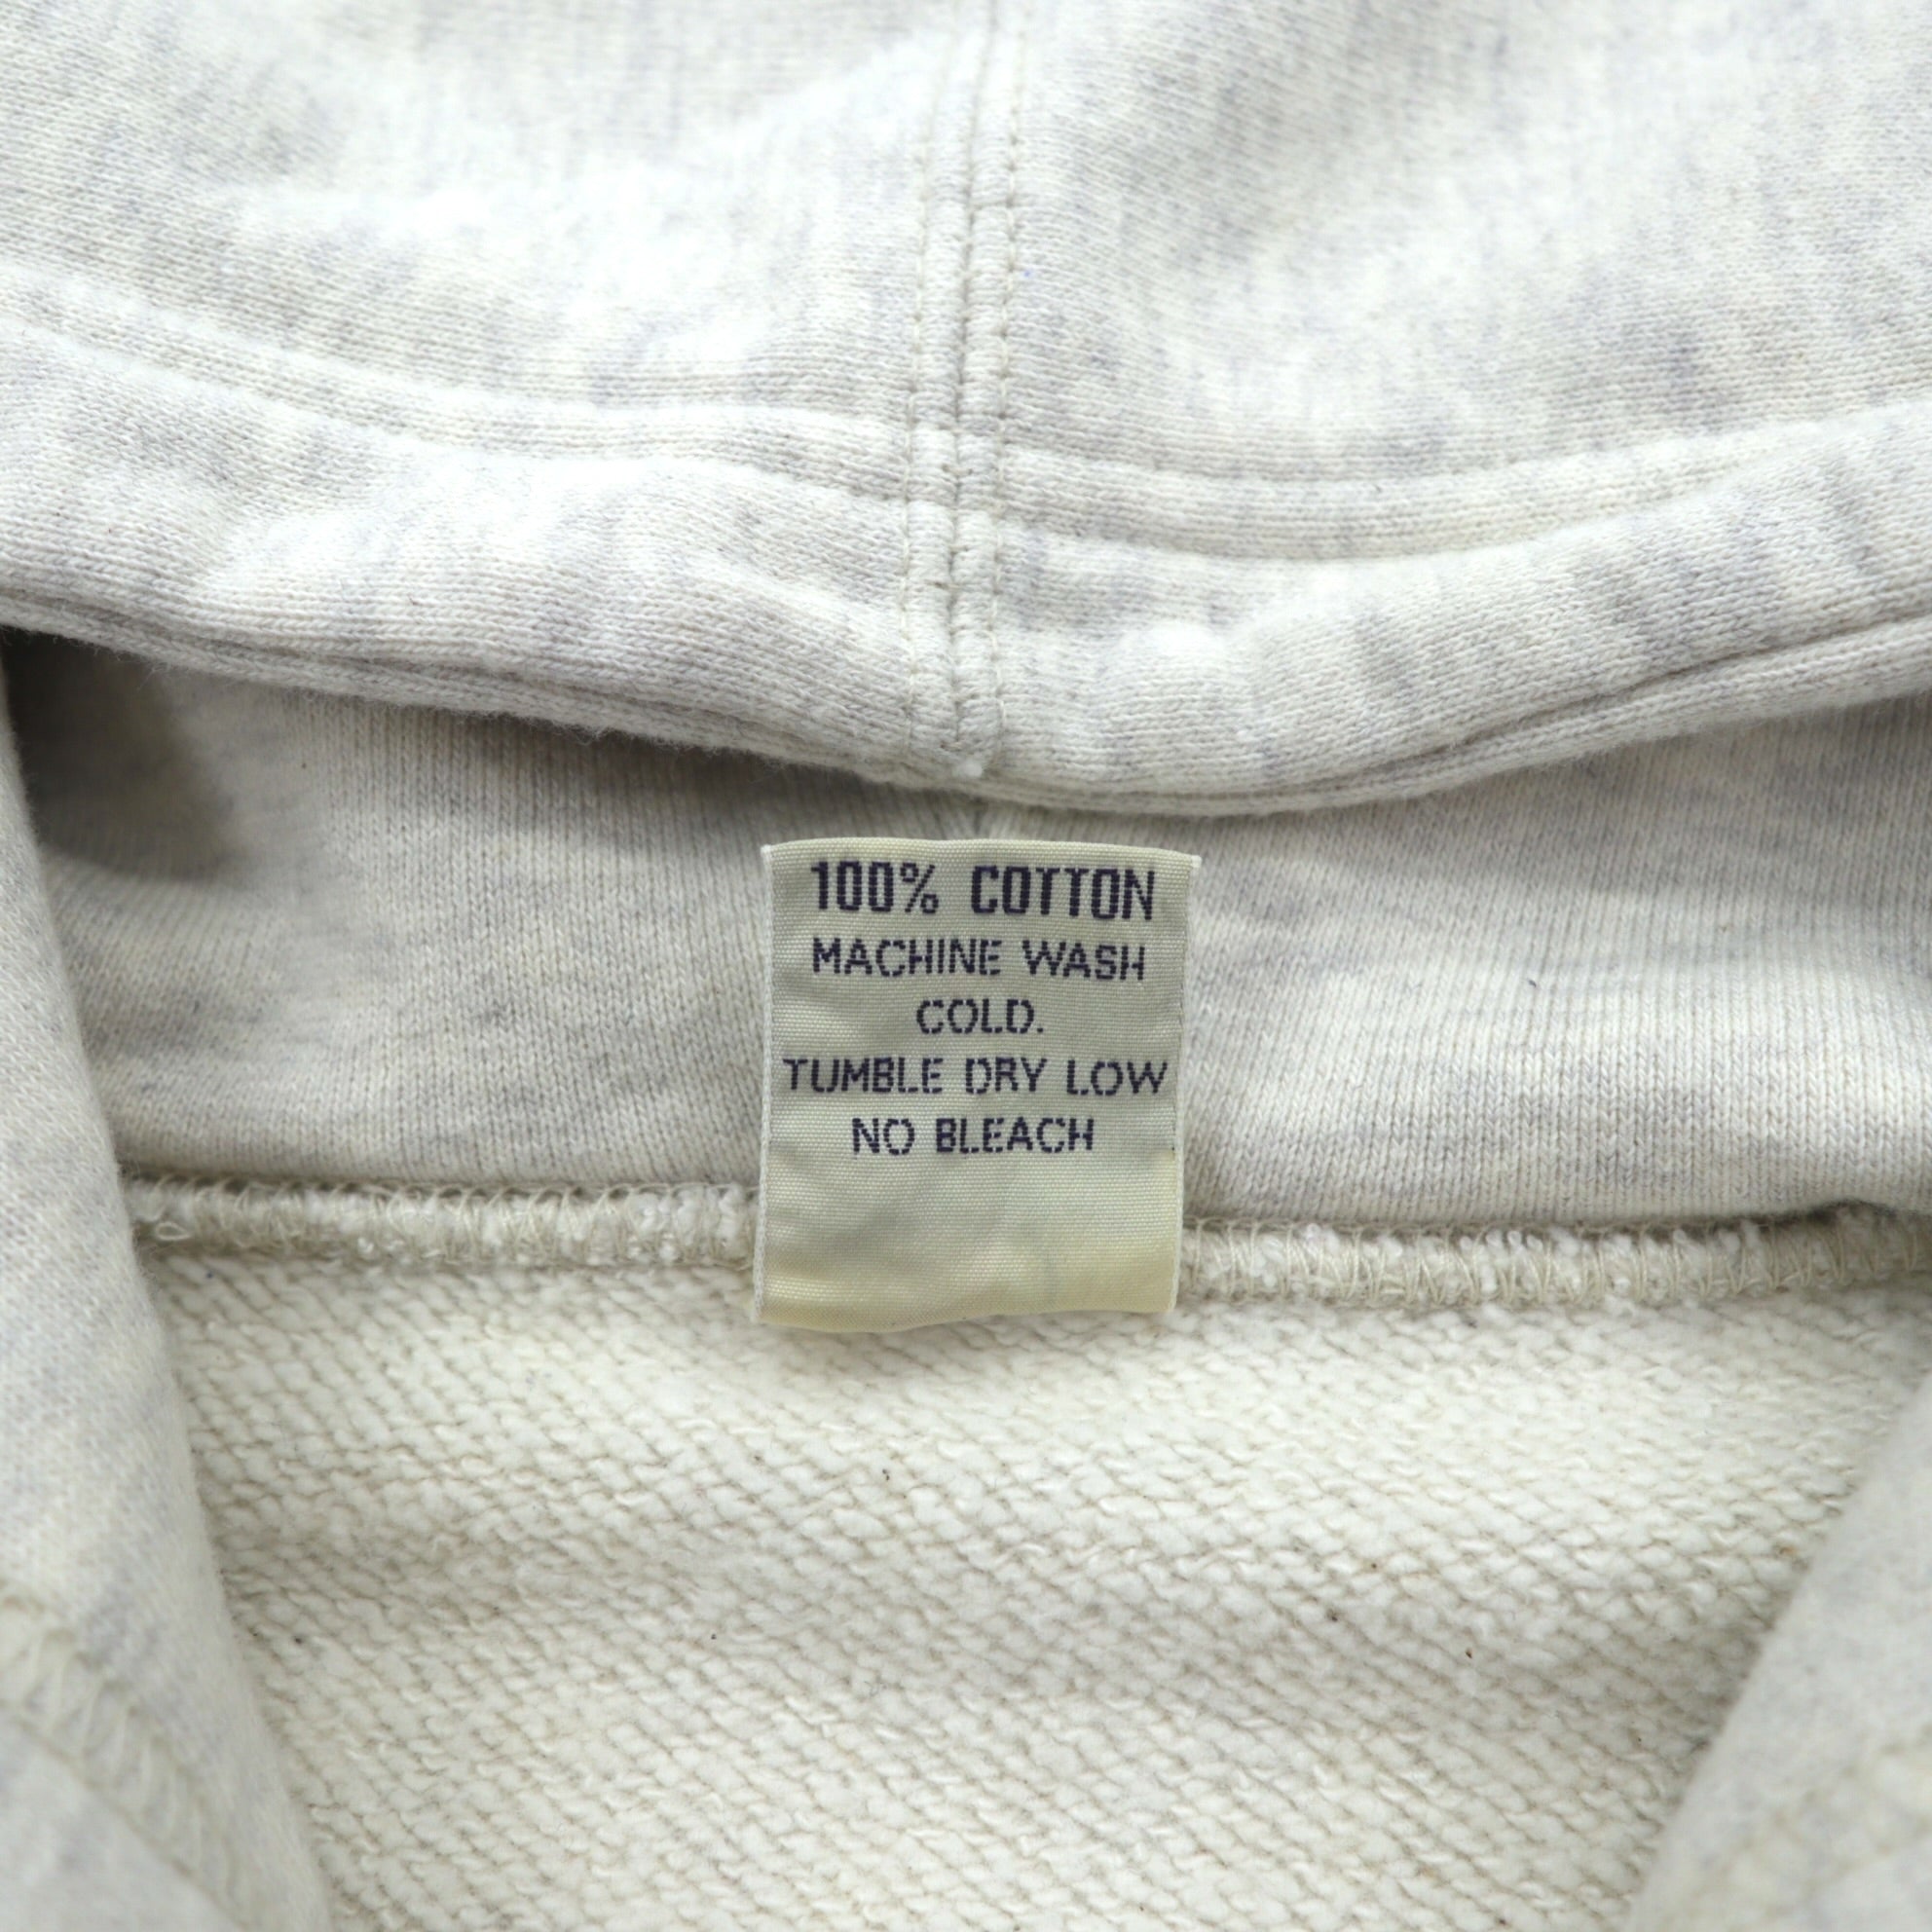 100% COTTON
MACHINE WASH
COLD.
TUMBLE DRY LOW
NO BLEACH